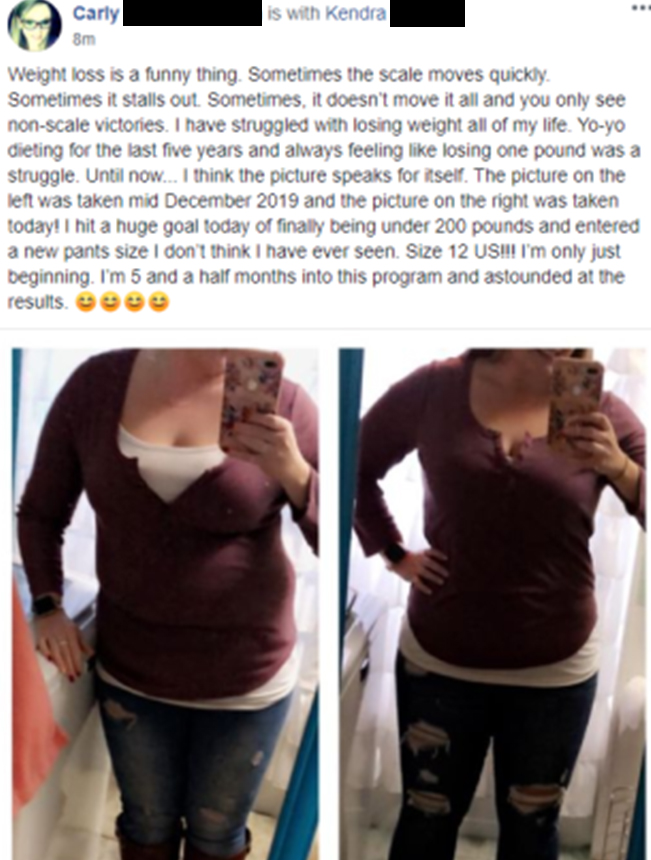 Carly is with Kendra
8m
Weight loss is a funny thing. Sometimes the scale moves quickly.
Sometimes it stalls out. Sometimes, it doesn't move it all and you only see
non-scale victories. I have struggled with losing weight all of my life. Yo-yo
dieting for the last five years and always feeling like losing one pound was a
struggle. Until now... I think the picture speaks for itself. The picture on the
left was taken mid December 2019 and the picture on the right was taken
today! I hit a huge goal today of finally being under 200 pounds and entered
a new pants size I don't think I have ever seen. Size 12 US!!! I'm only just
beginning. I'm 5 and a half months into this program and astounded at the
results. 😊😊😊😊